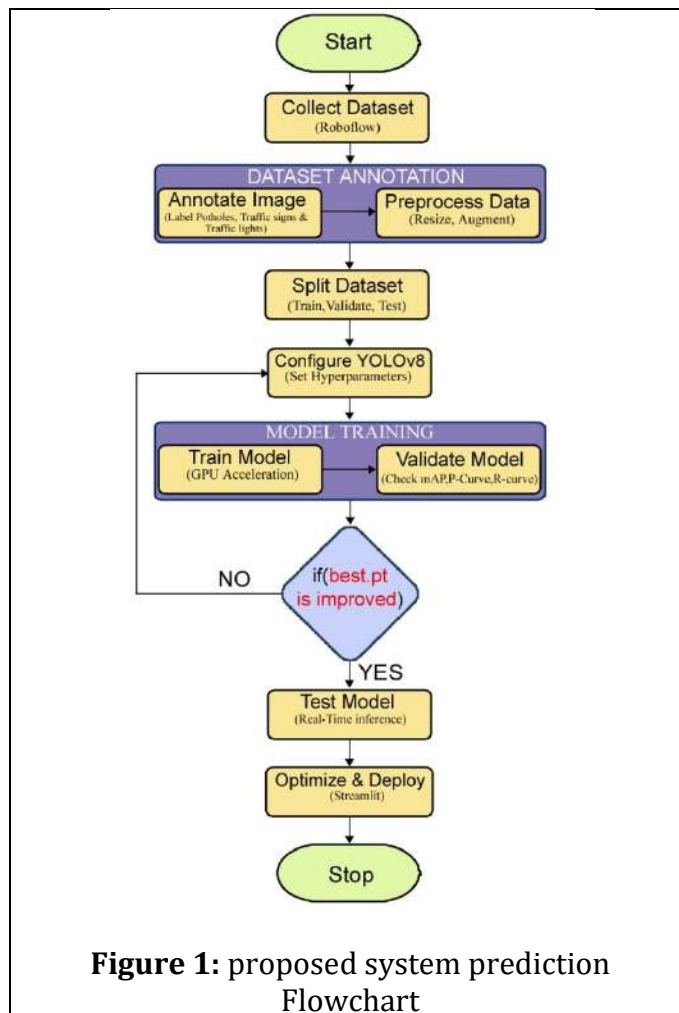 Start
Collect Dataset
(Roboflow)
DATASET ANNOTATION
Annotate Image
(Label Potholes, Traffic signs &
Traffic lights)
Preprocess Data
(Resize, Augment)
Split Dataset
(Train,Validate, Test)
Configure YOLOv8
(Set Hyperparameters)
MODEL TRAINING
Train Model
(GPU Acceleration)
Validate Model
(Check mAP,P-Curve,R-curve)
if(best.pt
is improved)
NO
YES
Test Model
(Real-Time inference)
Optimize & Deploy
(Streamlit)
Stop
Figure 1: proposed system prediction
Flowchart